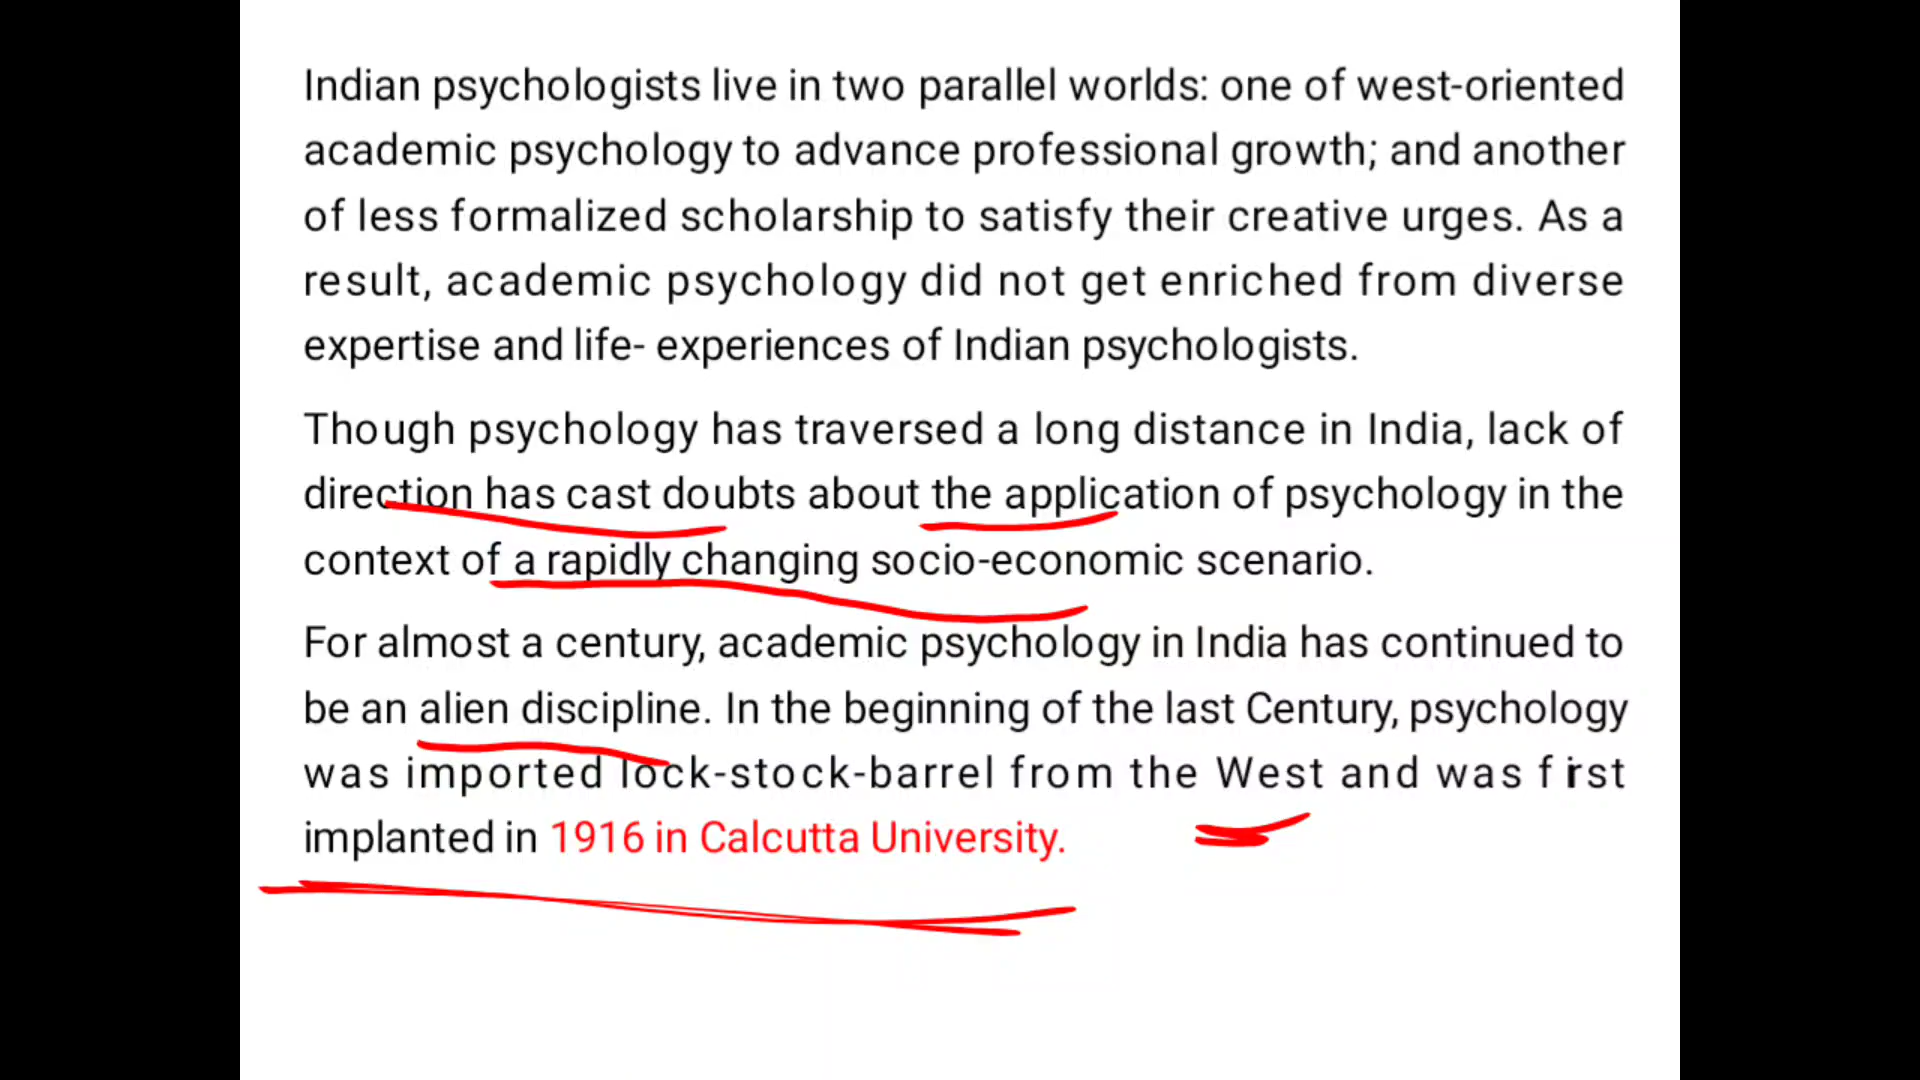 Indian psychologists live in two parallel worlds: one of west-oriented
academic psychology to advance professional growth; and another
of less formalized scholarship to satisfy their creative urges. As a
result, academic psychology did not get enriched from diverse
expertise and life- experiences of Indian psychologists.
Though psychology has traversed a long distance in India, lack of
direction has cast doubts about the application of psychology in the
context of a rapidly changing socio-economic scenario.
For almost a century, academic psychology in India has continued to
be an alien discipline. In the beginning of the last Century, psychology
was imported lock-stock-barrel from the West and was first
implanted in 1916 in Calcutta University.